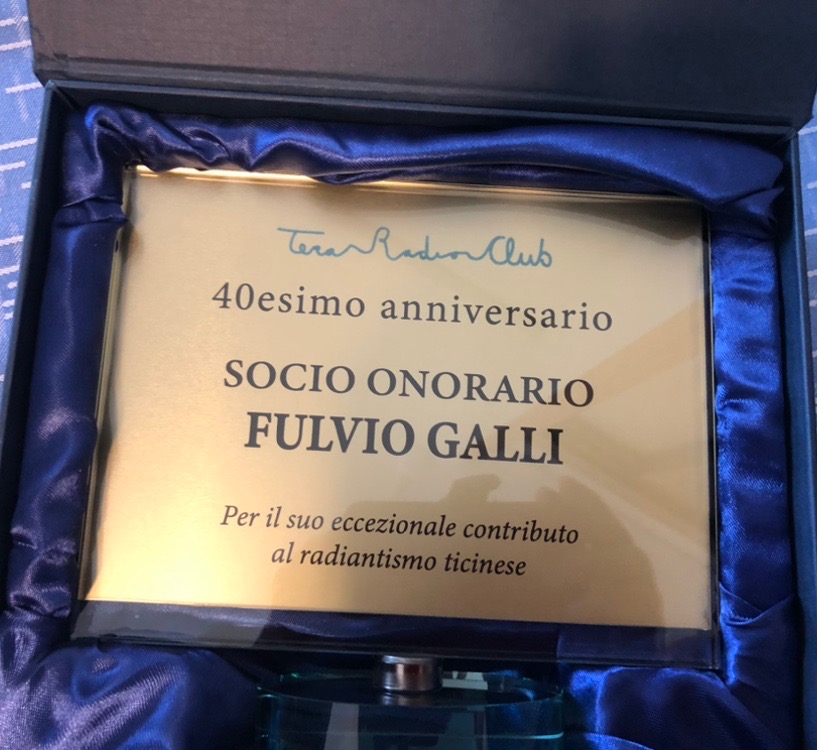 Tera Radio Club
40esimo anniversario
SOCIO ONORARIO
FULVIO GALLI
Per il suo eccezionale contributo
al radiantismo ticinese